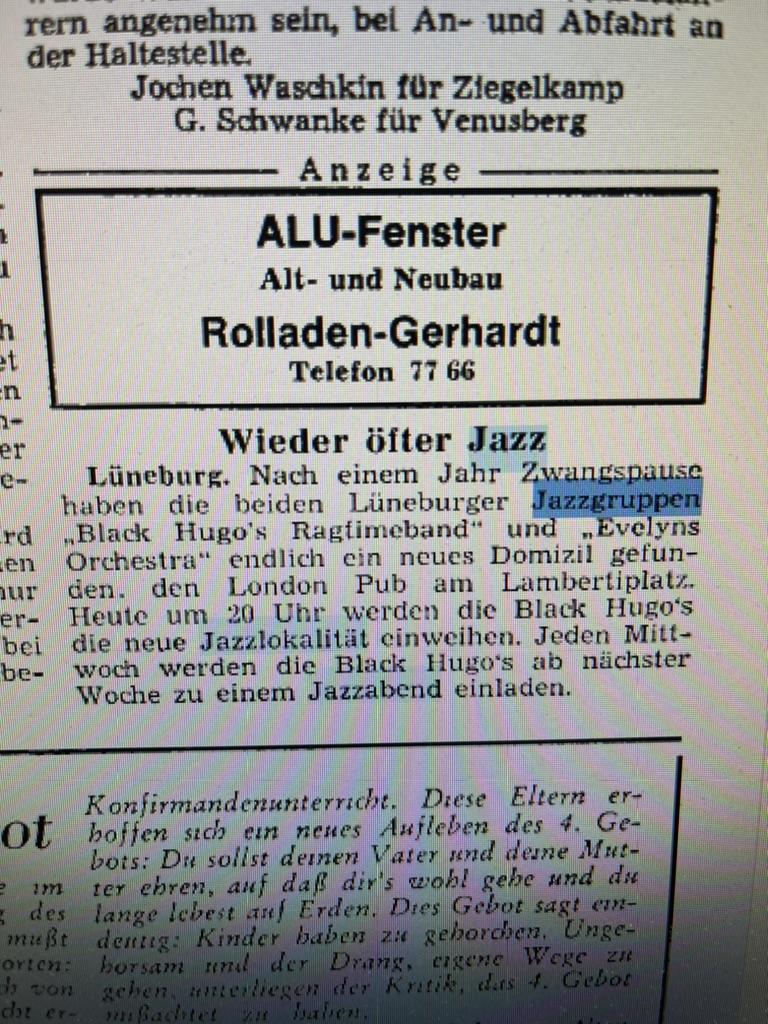 rern angenehm sein, bei An- und Abfahrt an
der Haltestelle.
Jochen Waschkin für Ziegelkamp
G. Schwanke für Venusberg
Anzeige
ALU-Fenster
Alt- und Neubau
Rolladen-Gerhardt
Telefon 77 66
Wieder öfter Jazz
Lüneburg. Nach einem Jahr Zwangspause
haben die beiden Lüneburger Jazzgruppen
„Black Hugo's Ragtimeband“ und „Evelyns
Orchestra“ endlich ein neues Domizil gefun-
den, den London Pub am Lambertiplatz.
Heute um 20 Uhr werden die Black Hugo's
die neue Jazzlokalität einweihen. Jeden Mitt-
woch werden die Black Hugo's ab nächster
Woche zu einem Jazzabend einladen.
ot
Konfirmandenunterricht. Diese Eltern er-
hoffen sich ein neues Aufleben des 4. Ge-
bots: Du sollst deinen Vater und deine Mut-
im ter ehren, auf daß dir's wohl gehe und du
des lange lebest auf Erden. Dies Gebot sagt ein-
mußt deutig: Kinder haben zu gehorchen. Unge-
orten: horsam und der Drang, eigene Wege zu
von gehen, unterliegen der Kritik, das 4. Gebot
er- mißachtet zu haben.